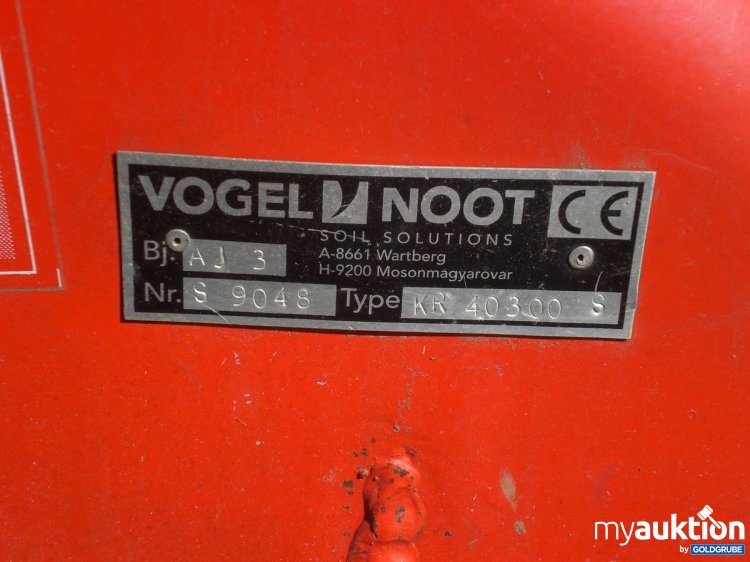 VOGEL NOOT CE
SOIL SOLUTIONS
Bj. AJ 3 A-8661 Wartberg
H-9200 Mosonmagyarovar
Nr. S 9048 Type KR 40300 S
myauktion
by GOLDGRUBE